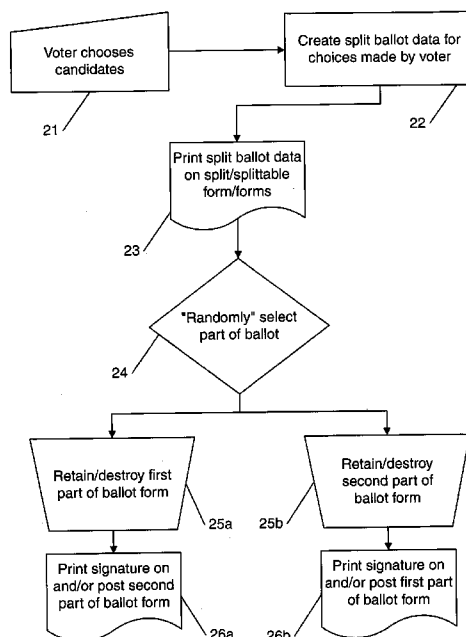 Voter chooses
candidates
21
Create split ballot data for
choices made by voter
22
Print split ballot data
on split/splittable
form/forms
23
"Randomly" select
part of ballot
24
Retain/destroy first
part of ballot form
25a
Retain/destroy
second part of
ballot form
25b
Print signature on
and/or post second
part of ballot form
26a
Print signature on
and/or post first part
of ballot form
26b